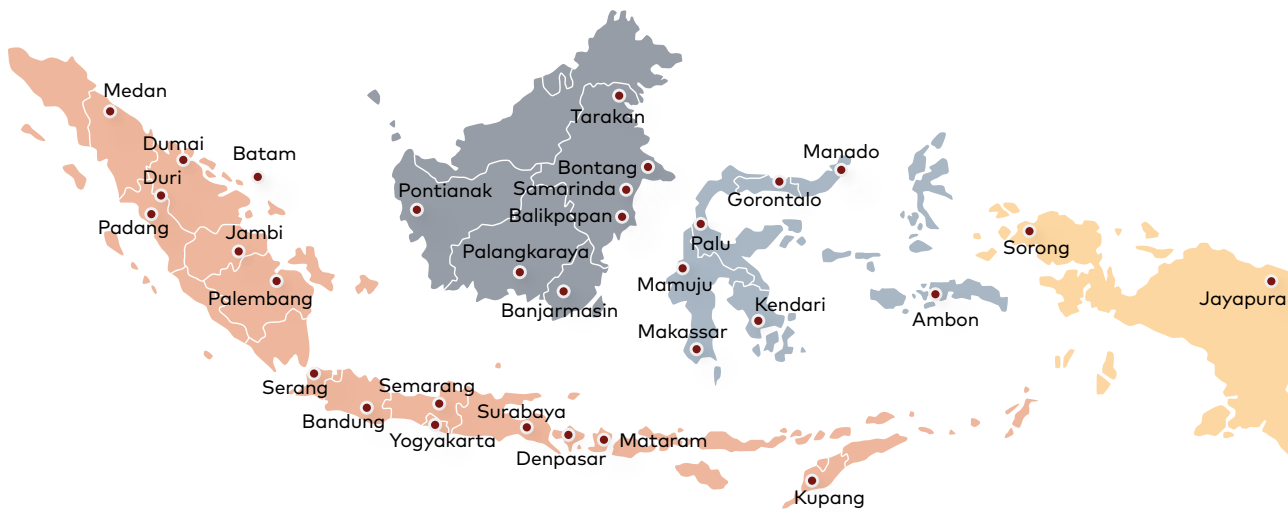 Medan
Tarakan
Dumai
Batam
Manado
Bontang
Duri
Samarinda
Pontianak
Gorontalo
Balikpapan
Padang
Jambi
Palu
Sorong
Palangkaraya
Mamuju
Palembang
Jayapura
Banjarmasin
Kendari
Ambon
Makassar
Serang
Semarang
Surabaya
Bandung
Yogyakarta
Mataram
Denpasar
Kupang